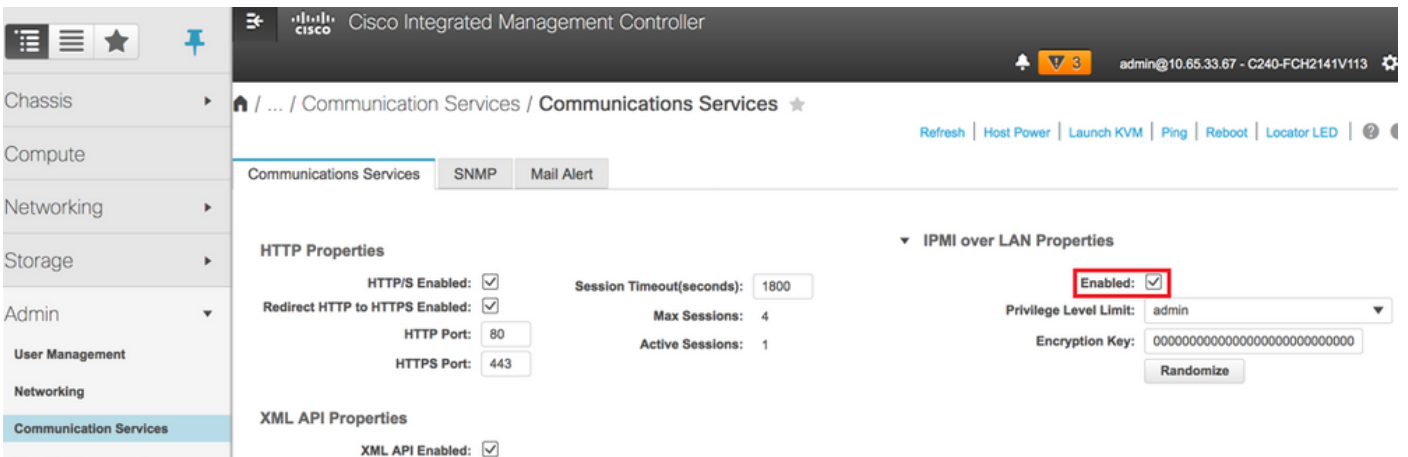 cisco Cisco Integrated Management Controller
3 admin@10.65.33.67 - C240-FCH2141V113
/ ... / Communication Services / Communications Services
Refresh | Host Power | Launch KVM | Ping | Reboot | Locator LED |
Chassis
Compute
Networking
Storage
Admin
User Management
Networking
Communication Services
Communications Services SNMP Mail Alert
HTTP Properties
HTTP/S Enabled:
Redirect HTTP to HTTPS Enabled:
HTTP Port: 80
HTTPS Port: 443
Session Timeout(seconds): 1800
Max Sessions: 4
Active Sessions: 1
IPMI over LAN Properties
Enabled:
Privilege Level Limit: admin
Encryption Key: 0000000000000000000000000000
Randomize
XML API Properties
XML API Enabled: